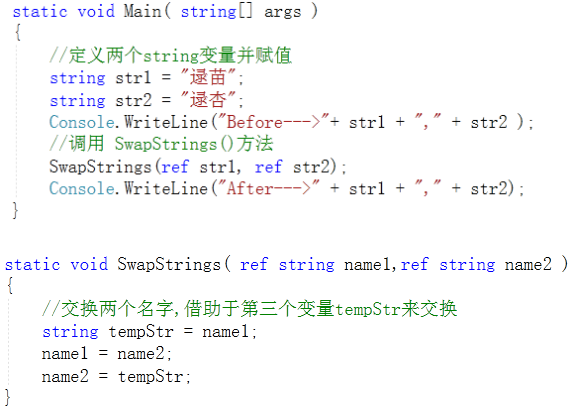 static void Main( string[] args )
{
//定义两个string变量并赋值
string str1 = "逯苗";
string str2 = "逯杏";
Console.WriteLine("Before--->"+ str1 + "," + str2 );
//调用 SwapStrings()方法
SwapStrings(ref str1, ref str2);
Console.WriteLine("After--->" + str1 + "," + str2);
}
static void SwapStrings( ref string name1,ref string name2 )
{
//交换两个名字,借助于第三个变量tempStr来交换
string tempStr = name1;
name1 = name2;
name2 = tempStr;
}